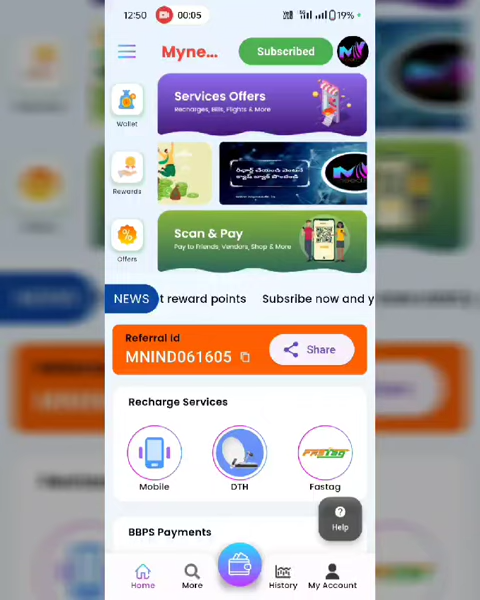 12:50
00:05
19%
Myne...
Subscribed
Wallet
Services Offers
Recharges, BBI, Flights & More
Rewards
రీఛార్జ్ చేయండి వెంటనే
క్యాష్ బ్యాక్ పొందండి
Offers
Scan & Pay
Pay to Friends, Vendors, Shop & More
NEWS
t reward points
Subsribe now and y
Referral id
MNIND061605
Share
Recharge Services
Mobile
DTH
FASTag
Fastag
Help
BBPS Payments
Home
More
History
My Account